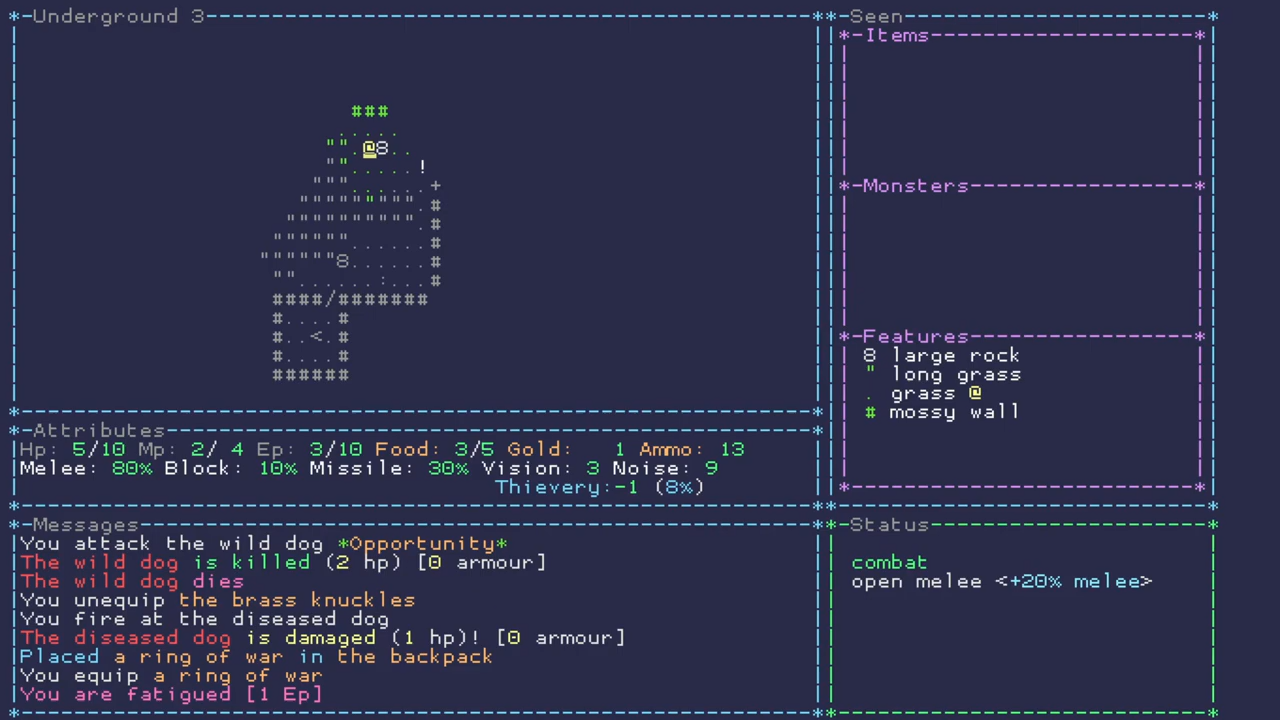 Underground 3
###
. . . . .
" " . @ 8 . .
" " . . . . . !
" " " . . . . . . +
" " " " " " " " " . #
" " " " " " " " " " . #
" " " " " " . . . . . . #
" " " " " " 8 . . . . . . #
" " . . . . . . : . . . #
####/#######
#....#
#..<.#
#....#
######
Seen
Items
Monsters
Features
8 large rock
" long grass
. grass @
# mossy wall
Attributes
Hp: 5/10 Mp: 2/ 4 Ep: 3/10 Food: 3/5 Gold: 1 Ammo: 13
Melee: 80% Block: 10% Missile: 30% Vision: 3 Noise: 9
Thievery:-1 (8%)
Messages
You attack the wild dog *Opportunity*
The wild dog is killed (2 hp) [0 armour]
The wild dog dies
You unequip the brass knuckles
You fire at the diseased dog
The diseased dog is damaged (1 hp)! [0 armour]
Placed a ring of war in the backpack
You equip a ring of war
You are fatigued [1 Ep]
Status
combat
open melee <+20% melee>